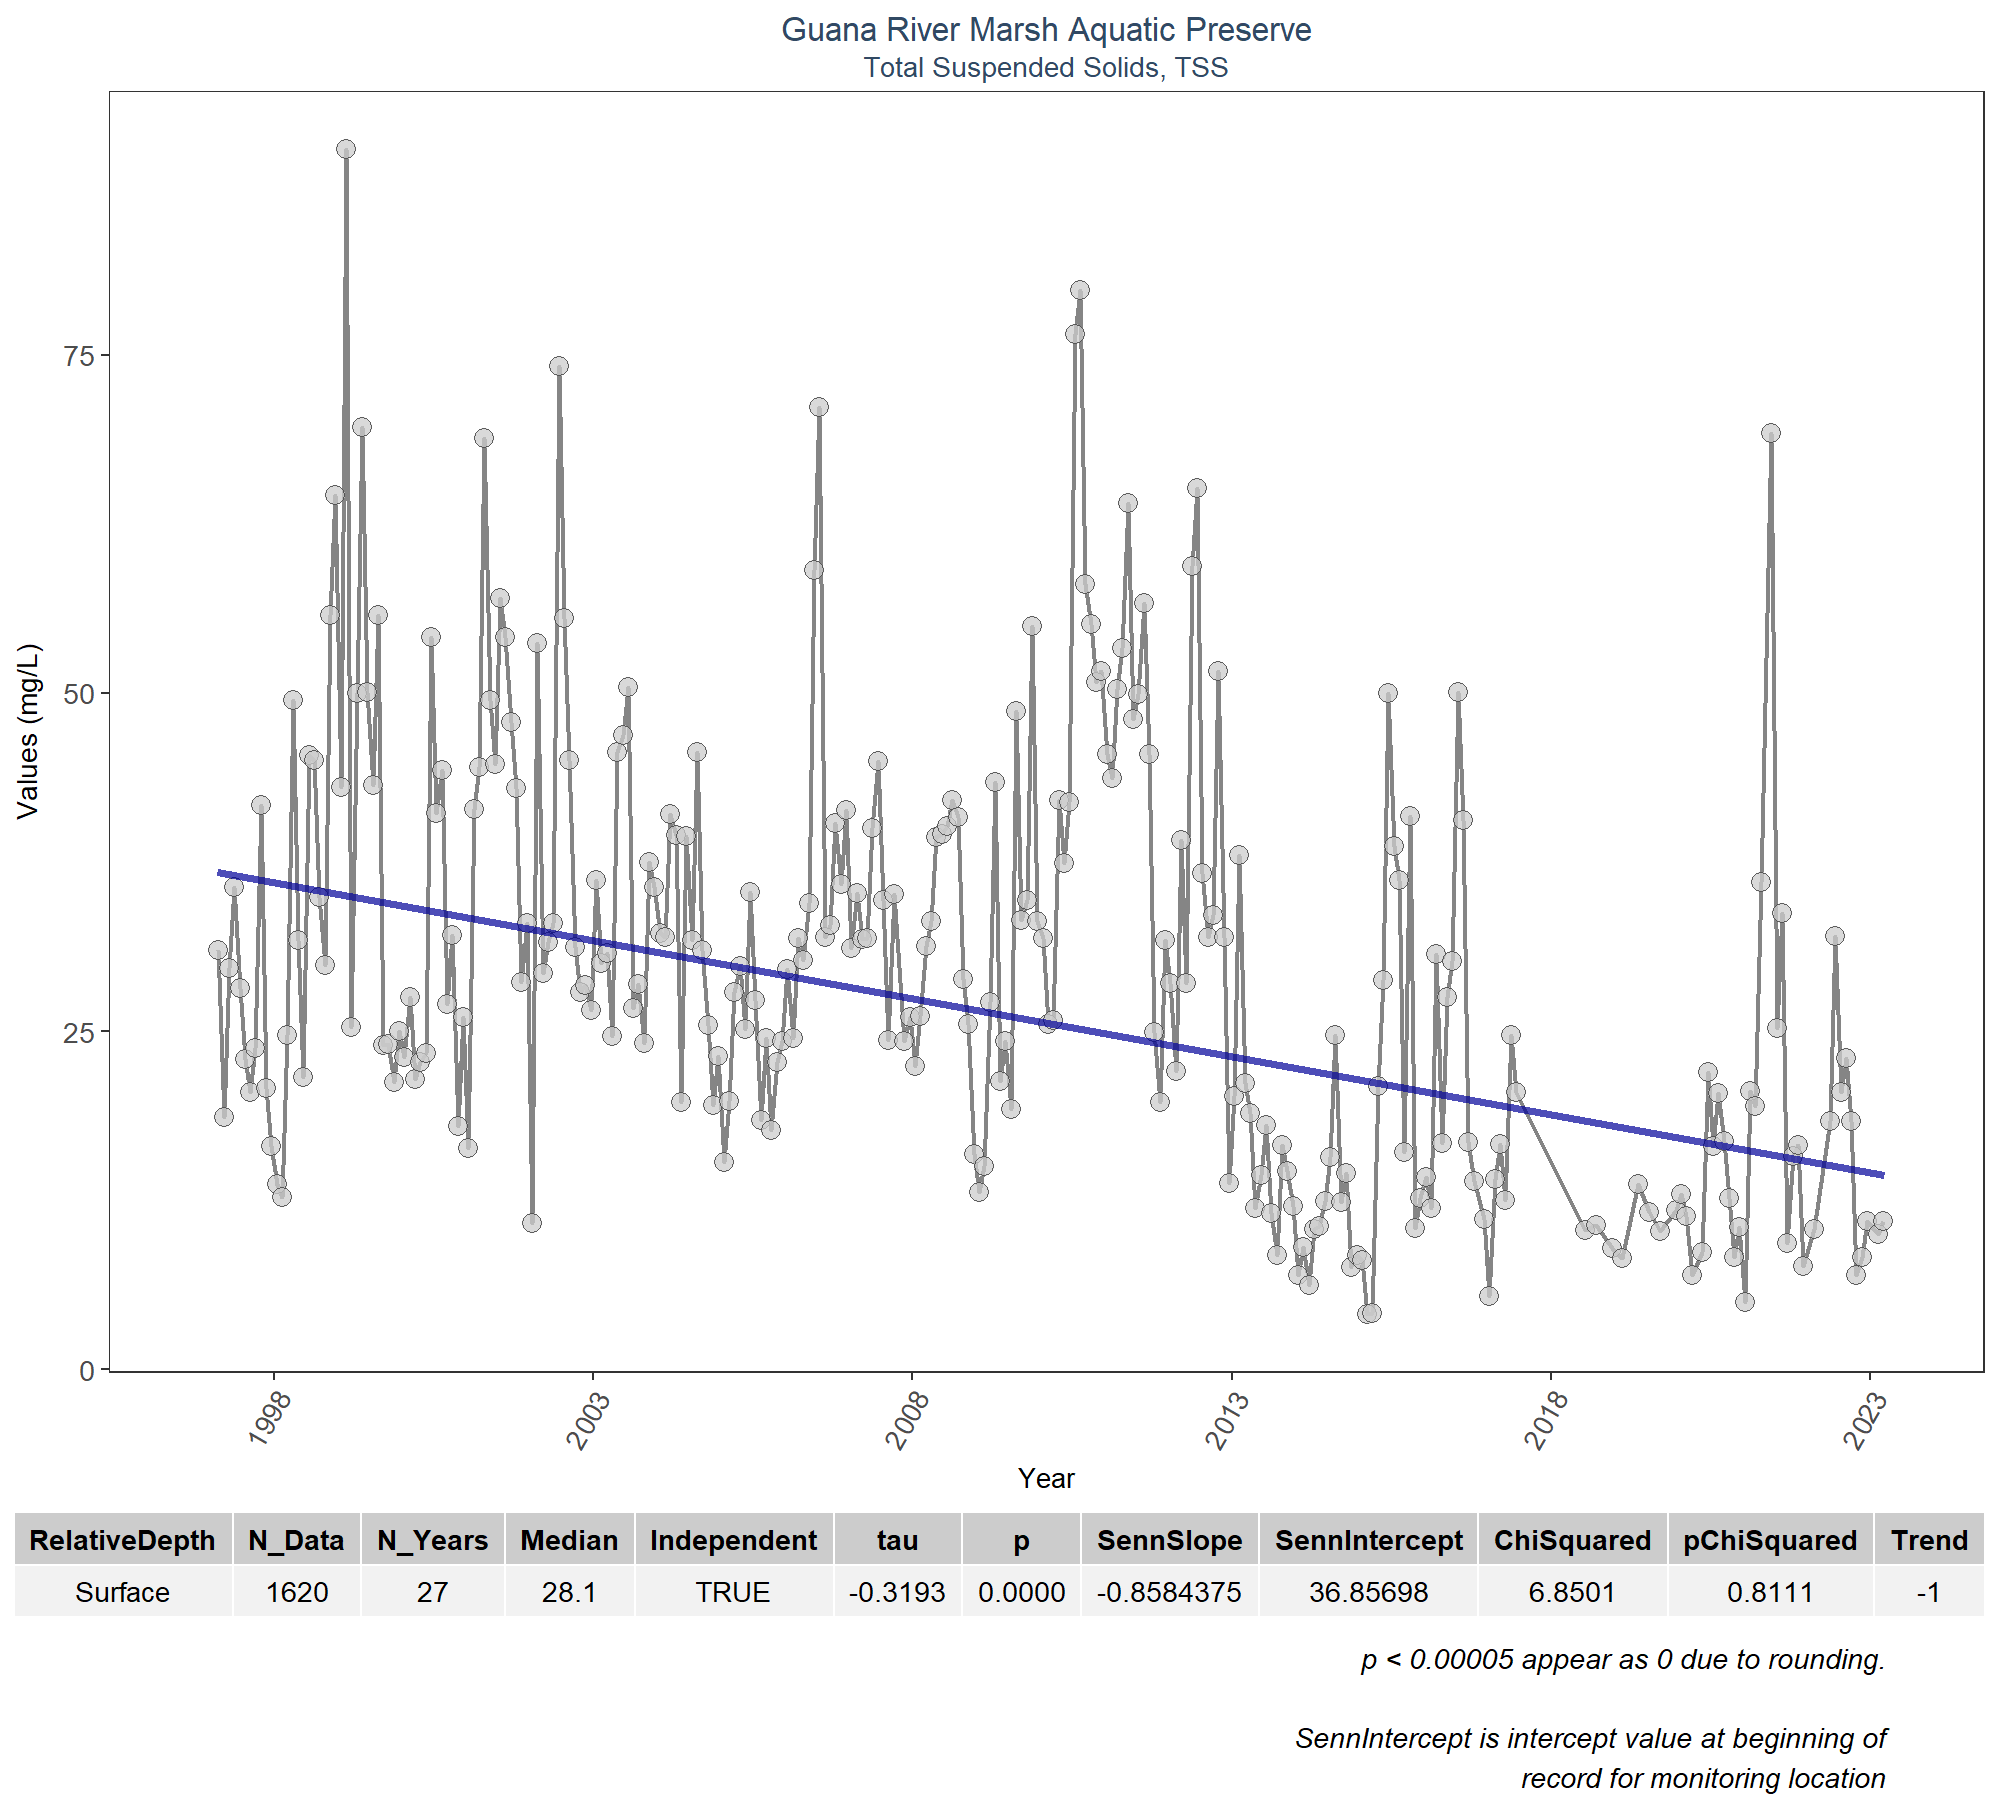 Guana River Marsh Aquatic Preserve
Total Suspended Solids, TSS
Values (mg/L)
75
50
25
0
1998 2003 2008 2013 2018 2023
Year
RelativeDepth N_Data N_Years Median Independent tau p SennSlope SennIntercept ChiSquared pChiSquared Trend
Surface 1620 27 28.1 TRUE -0.3193 0.0000 -0.8584375 36.85698 6.8501 0.8111 -1
p < 0.00005 appear as 0 due to rounding.
SennIntercept is intercept value at beginning of
record for monitoring location